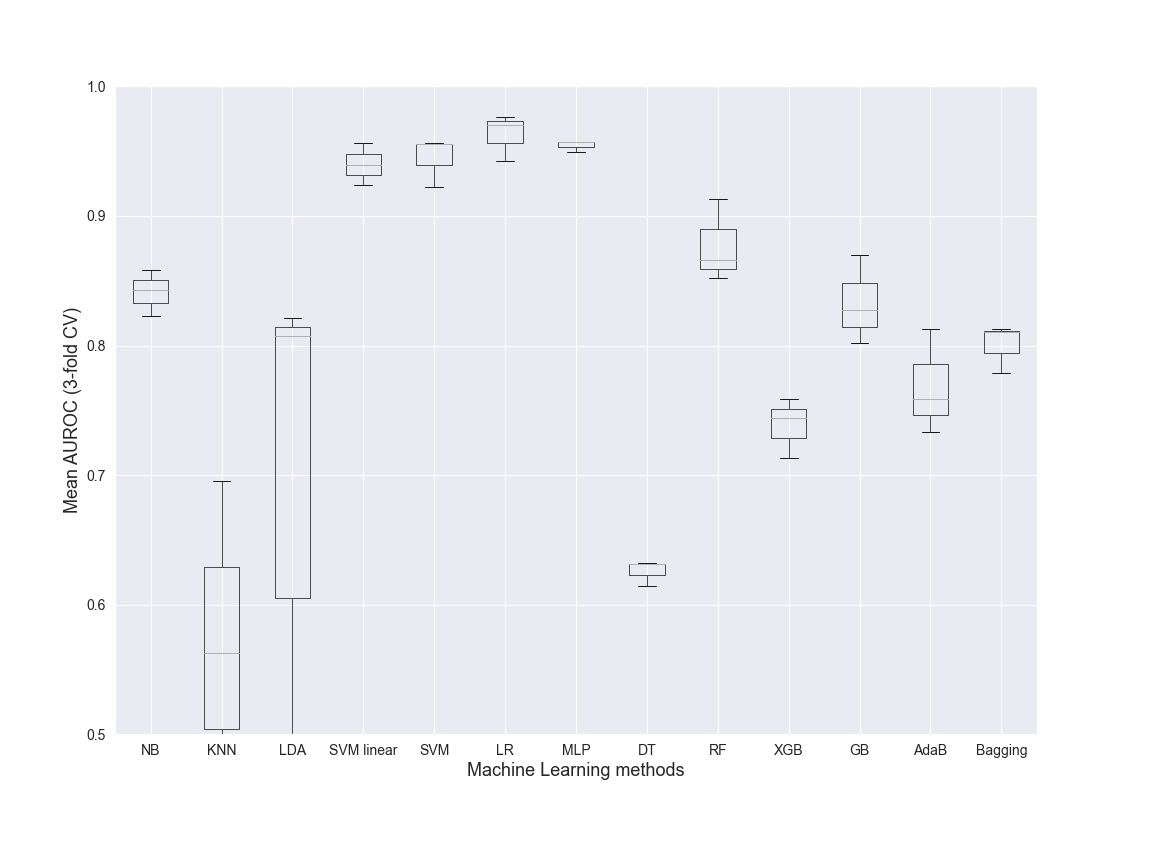 1.0
0.9
0.8
0.7
0.6
0.5
Mean AUROC (3-fold CV)
NB KNN LDA SVM linear SVM LR MLP DT RF XGB GB AdaB Bagging
Machine Learning methods